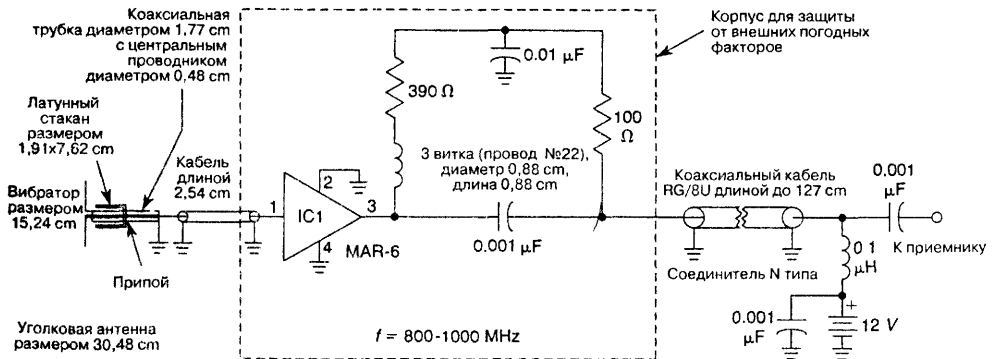 Коаксиальная
трубка диаметром 1,77 cm
с центральным
проводником
диаметром 0,48 cm
Латунный
стакан
размером
1,91x7,62 cm
Кабель
длиной
2,54 cm
Вибратор
размером
15,24 cm
Припой
Уголковая антенна
размером 30,48 cm
1
IC1
2
3
4
MAR-6
390 Ω
0.01 µF
100
Ω
3 витка (провод №22),
диаметр 0,88 cm,
длина 0,88 cm
0.001 µF
f = 800-1000 MHz
Корпус для защиты
от внешних погодных
факторов
Коаксиальный кабель
RG/8U длиной до 127 cm
0.001
µF
К приемнику
Соединитель N типа
0 1
µH
0.001
µF
+
12 V